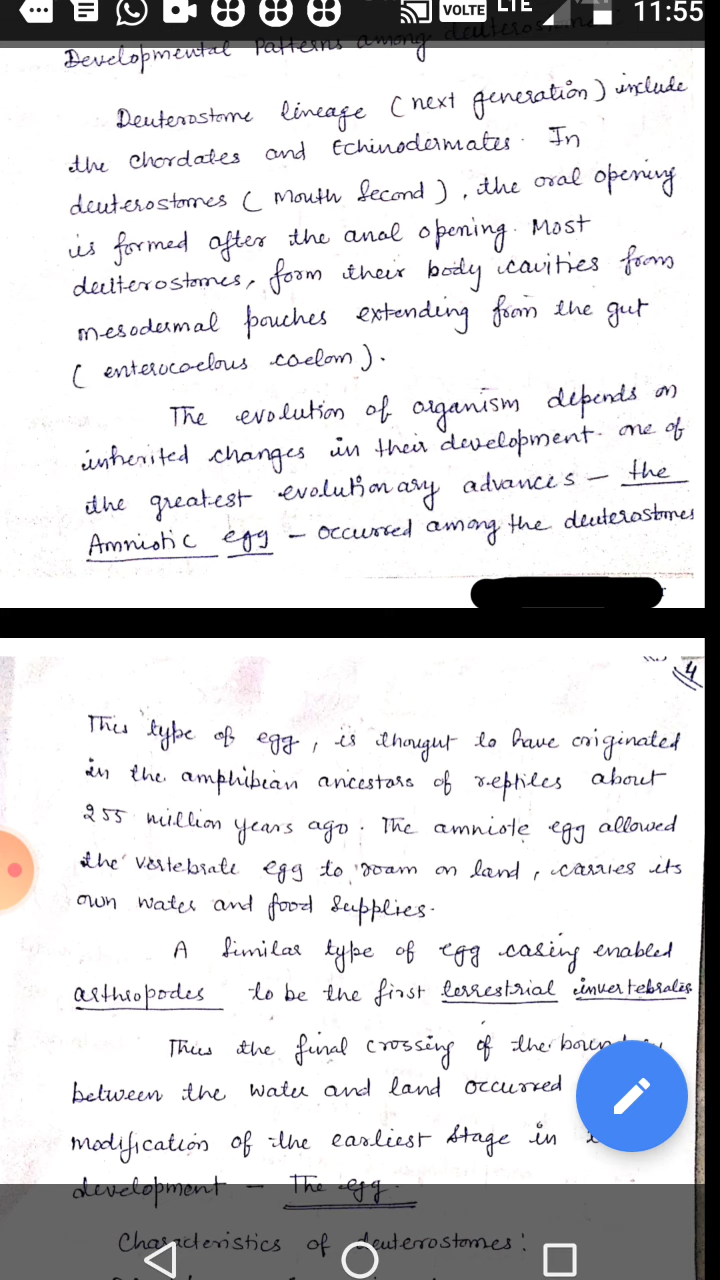 VOLTE LTE 11:55
Developmental Patterns among deuterostom
Deuterostome lineage (next generation) include
the chordates and Echinodermates. In
deuterostomes (Mouth Second), the oral opening
is formed after the anal opening. Most
deuterostomes, form their body cavities from
mesodermal pouches extending from the gut
(enterocoelous coelom).
The evolution of organism depends on
inherited changes in their development. one of
the greatest evolutionary advances – the
Amniotic egg – occurred among the deuterostomes
4
This type of egg, is thougut to have originated
in the amphibean ancestors of reptiles about
255 million years ago. The amniote egg allowed
the vertebrate egg to roam on land, carries its
own water and food supplies.
A similar type of egg casing enabled
arthropodes to be the first terrestrial invertebrates
Thus the final crossing of the boun
between the water and land occurred
modification of the earliest stage in
development – The egg.
Characteristics of deuterostomes: